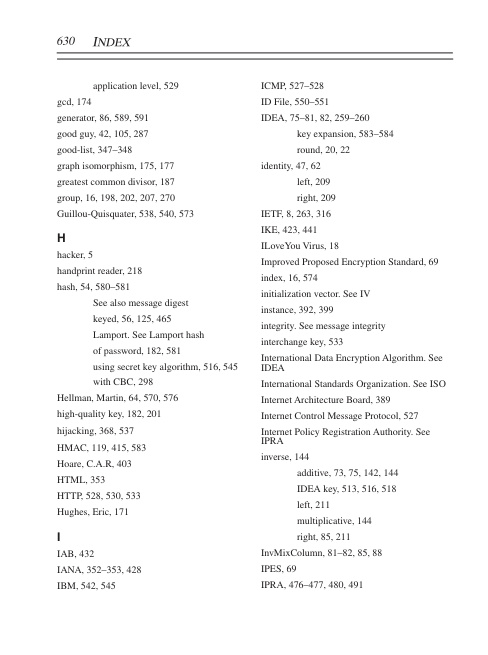 630 INDEX
application level, 529
gcd, 174
generator, 86, 589, 591
good guy, 42, 105, 287
good-list, 347–348
graph isomorphism, 175, 177
greatest common divisor, 187
group, 16, 198, 202, 207, 270
Guillou-Quisquater, 538, 540, 573
H
hacker, 5
handprint reader, 218
hash, 54, 580–581
See also message digest
keyed, 56, 125, 465
Lamport. See Lamport hash
of password, 182, 581
using secret key algorithm, 516, 545
with CBC, 298
Hellman, Martin, 64, 570, 576
high-quality key, 182, 201
hijacking, 368, 537
HMAC, 119, 415, 583
Hoare, C.A.R, 403
HTML, 353
HTTP, 528, 530, 533
Hughes, Eric, 171
I
IAB, 432
IANA, 352–353, 428
IBM, 542, 545
ICMP, 527–528
ID File, 550–551
IDEA, 75–81, 82, 259–260
key expansion, 583–584
round, 20, 22
identity, 47, 62
left, 209
right, 209
IETF, 8, 263, 316
IKE, 423, 441
ILoveYou Virus, 18
Improved Proposed Encryption Standard, 69
index, 16, 574
initialization vector. See IV
instance, 392, 399
integrity. See message integrity
interchange key, 533
International Data Encryption Algorithm. See
IDEA
International Standards Organization. See ISO
Internet Architecture Board, 389
Internet Control Message Protocol, 527
Internet Policy Registration Authority. See
IPRA
inverse, 144
additive, 73, 75, 142, 144
IDEA key, 513, 516, 518
left, 211
multiplicative, 144
right, 85, 211
InvMixColumn, 81–82, 85, 88
IPES, 69
IPRA, 476–477, 480, 491